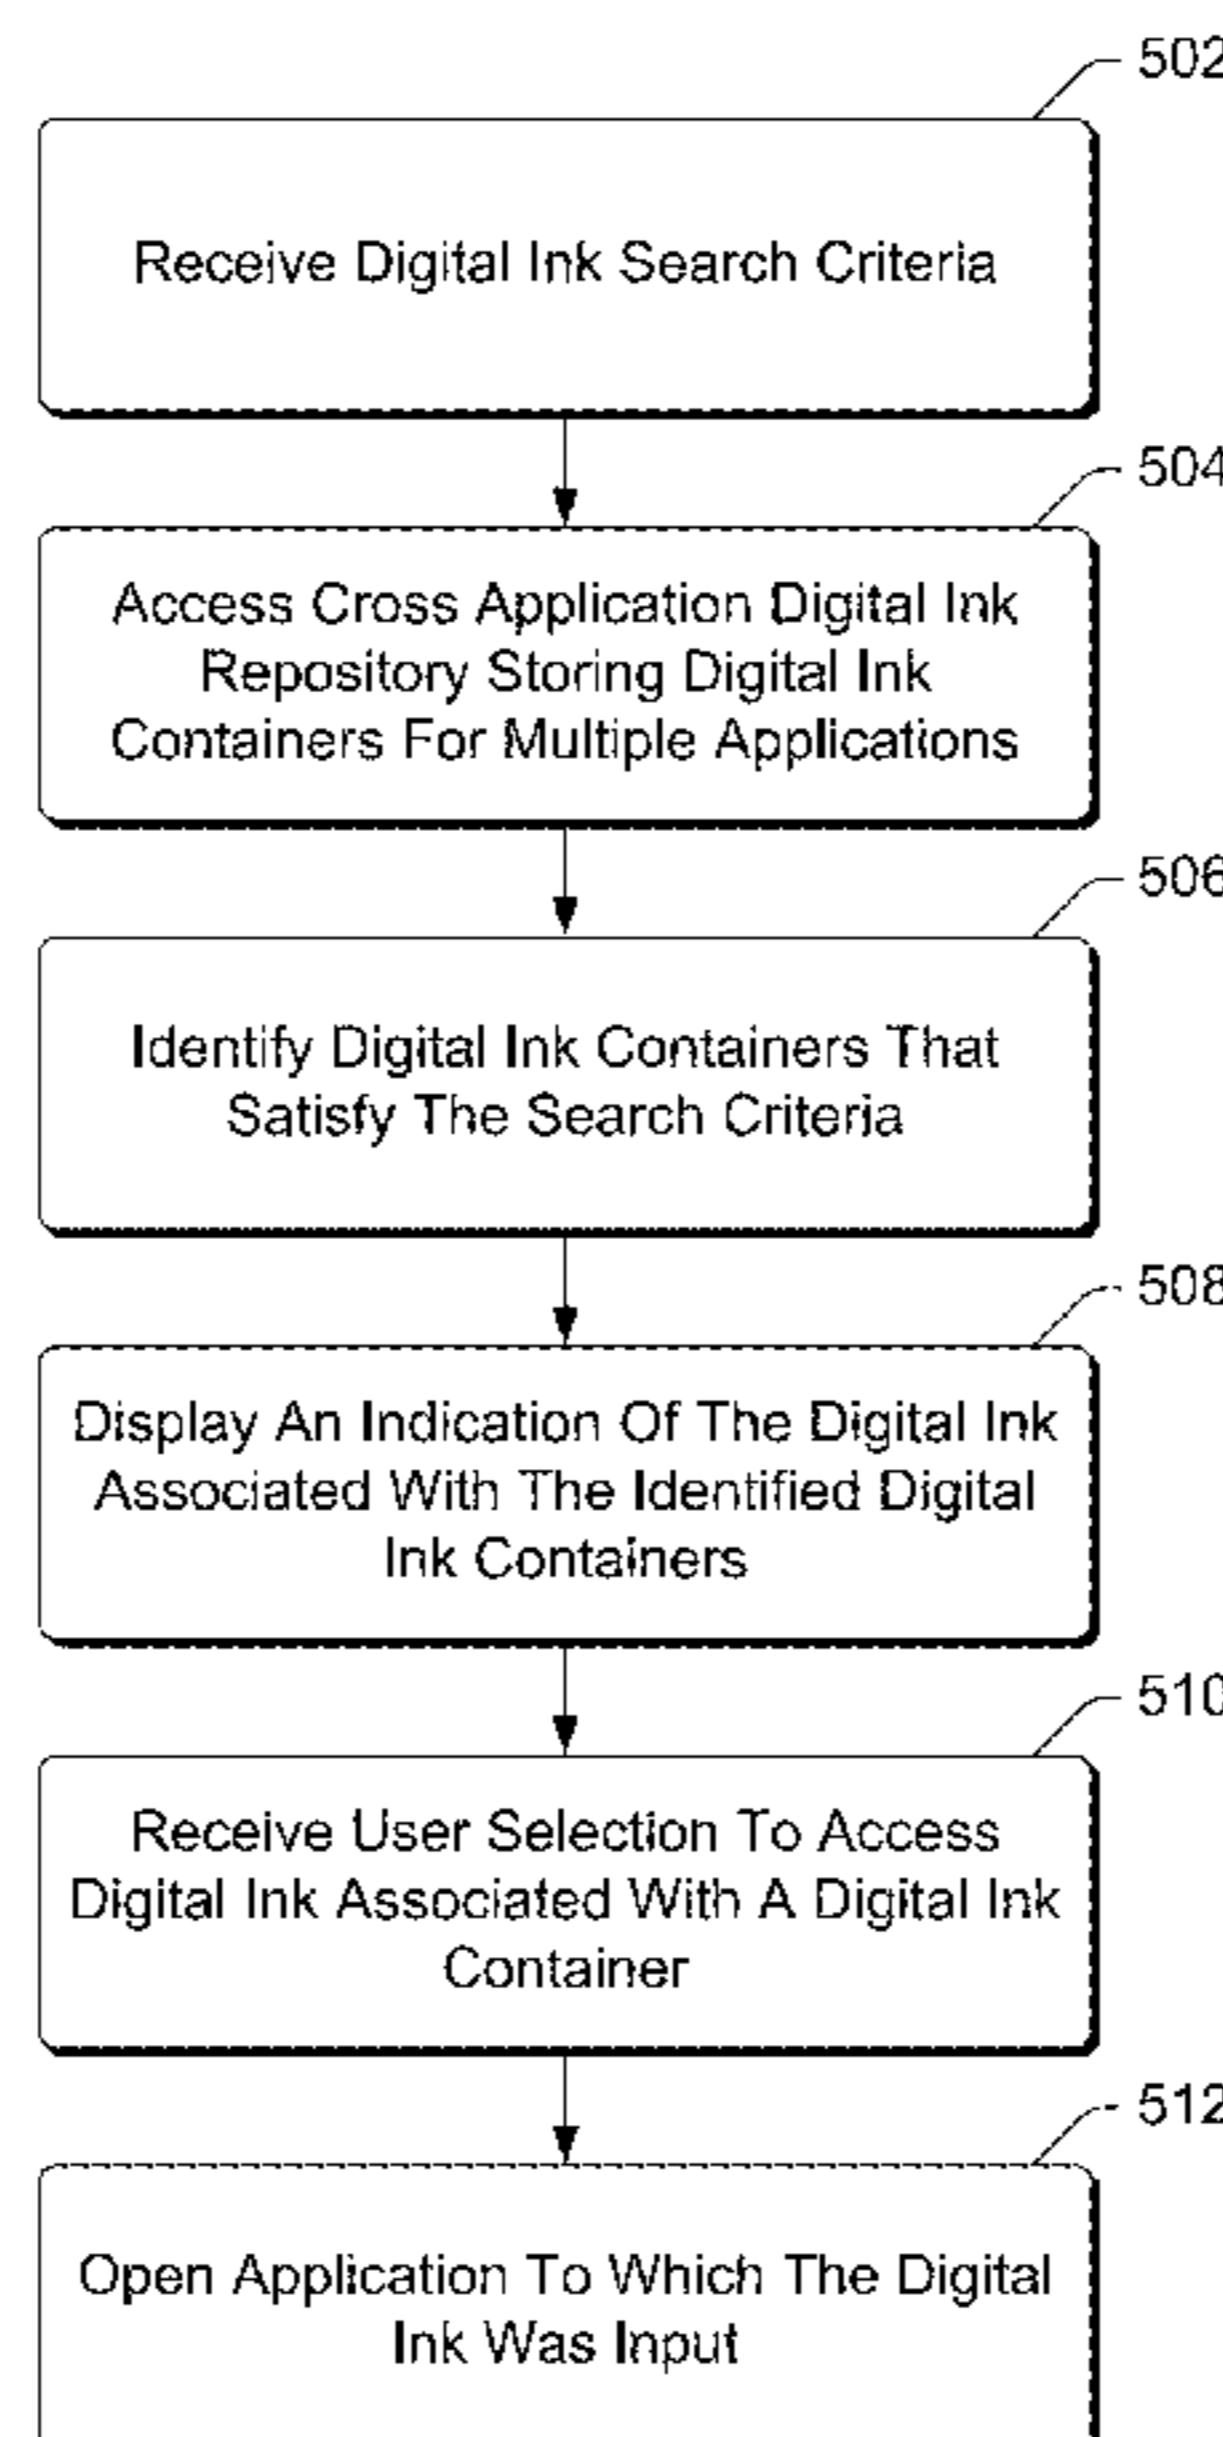 502
Receive Digital Ink Search Criteria
504
Access Cross Application Digital Ink
Repository Storing Digital Ink
Containers For Multiple Applications
506
Identify Digital Ink Containers That
Satisfy The Search Criteria
508
Display An Indication Of The Digital Ink
Associated With The Identified Digital
Ink Containers
510
Receive User Selection To Access
Digital Ink Associated With A Digital Ink
Container
512
Open Application To Which The Digital
Ink Was Input